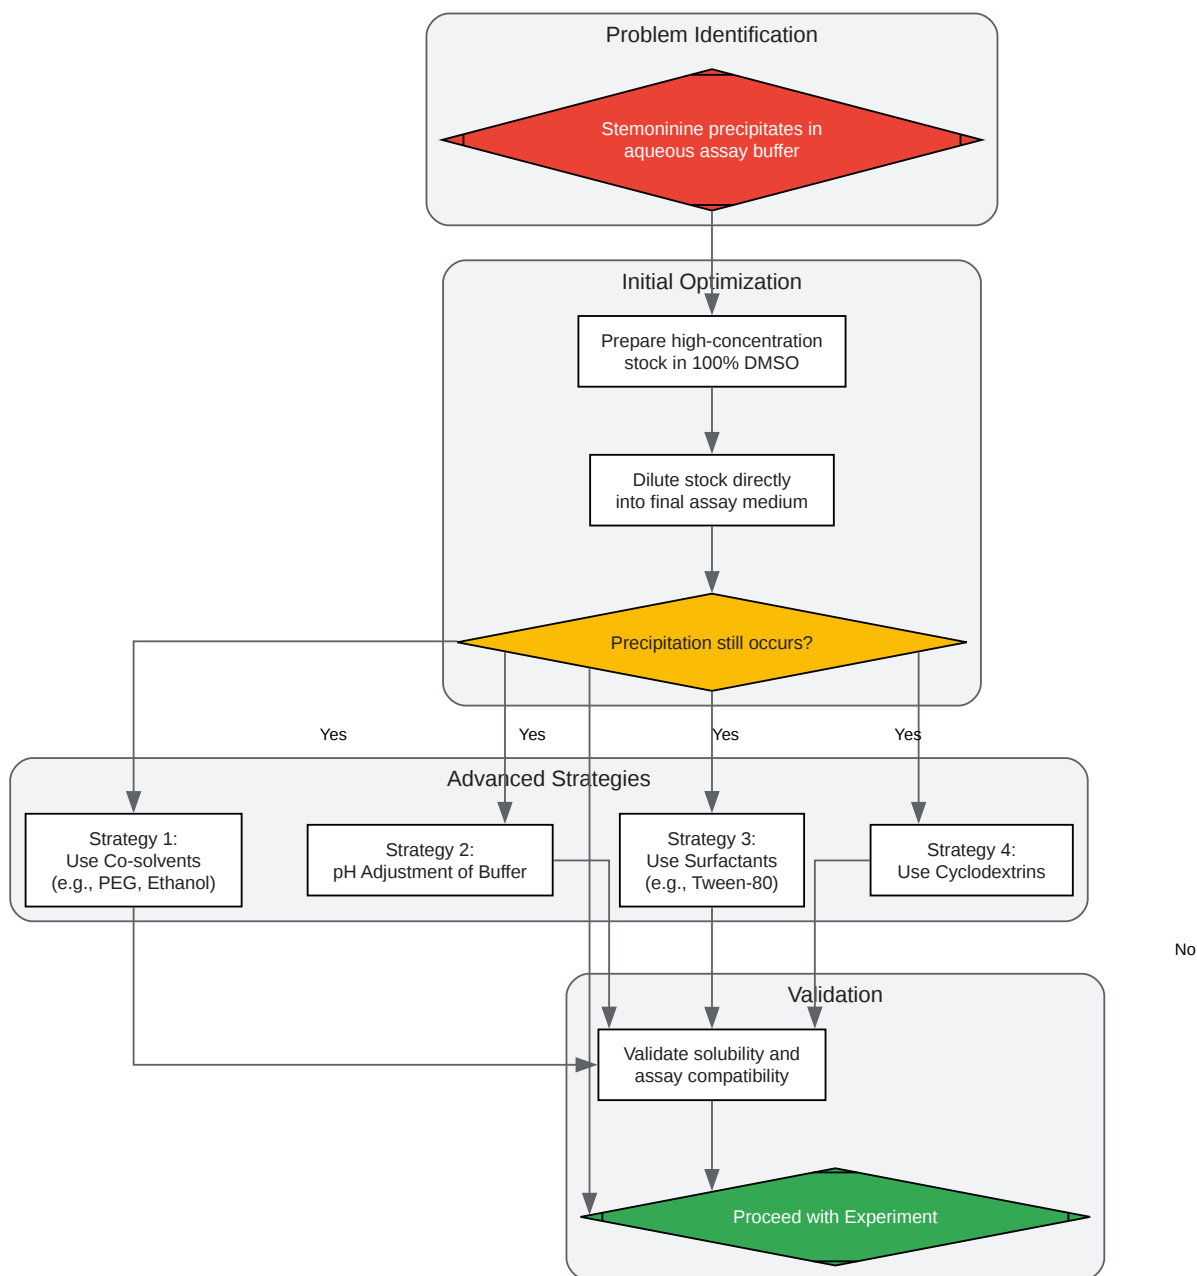 Problem Identification
Stemoninine precipitates in
aqueous assay buffer
Initial Optimization
Prepare high-concentration
stock in 100% DMSO
Dilute stock directly
into final assay medium
Precipitation still occurs?
Yes
Yes
Yes
Yes
Advanced Strategies
Strategy 1:
Use Co-solvents
(e.g., PEG, Ethanol)
Strategy 2:
pH Adjustment of Buffer
Strategy 3:
Use Surfactants
(e.g., Tween-80)
Strategy 4:
Use Cyclodextrins
No
Validation
Validate solubility and
assay compatibility
Proceed with Experiment